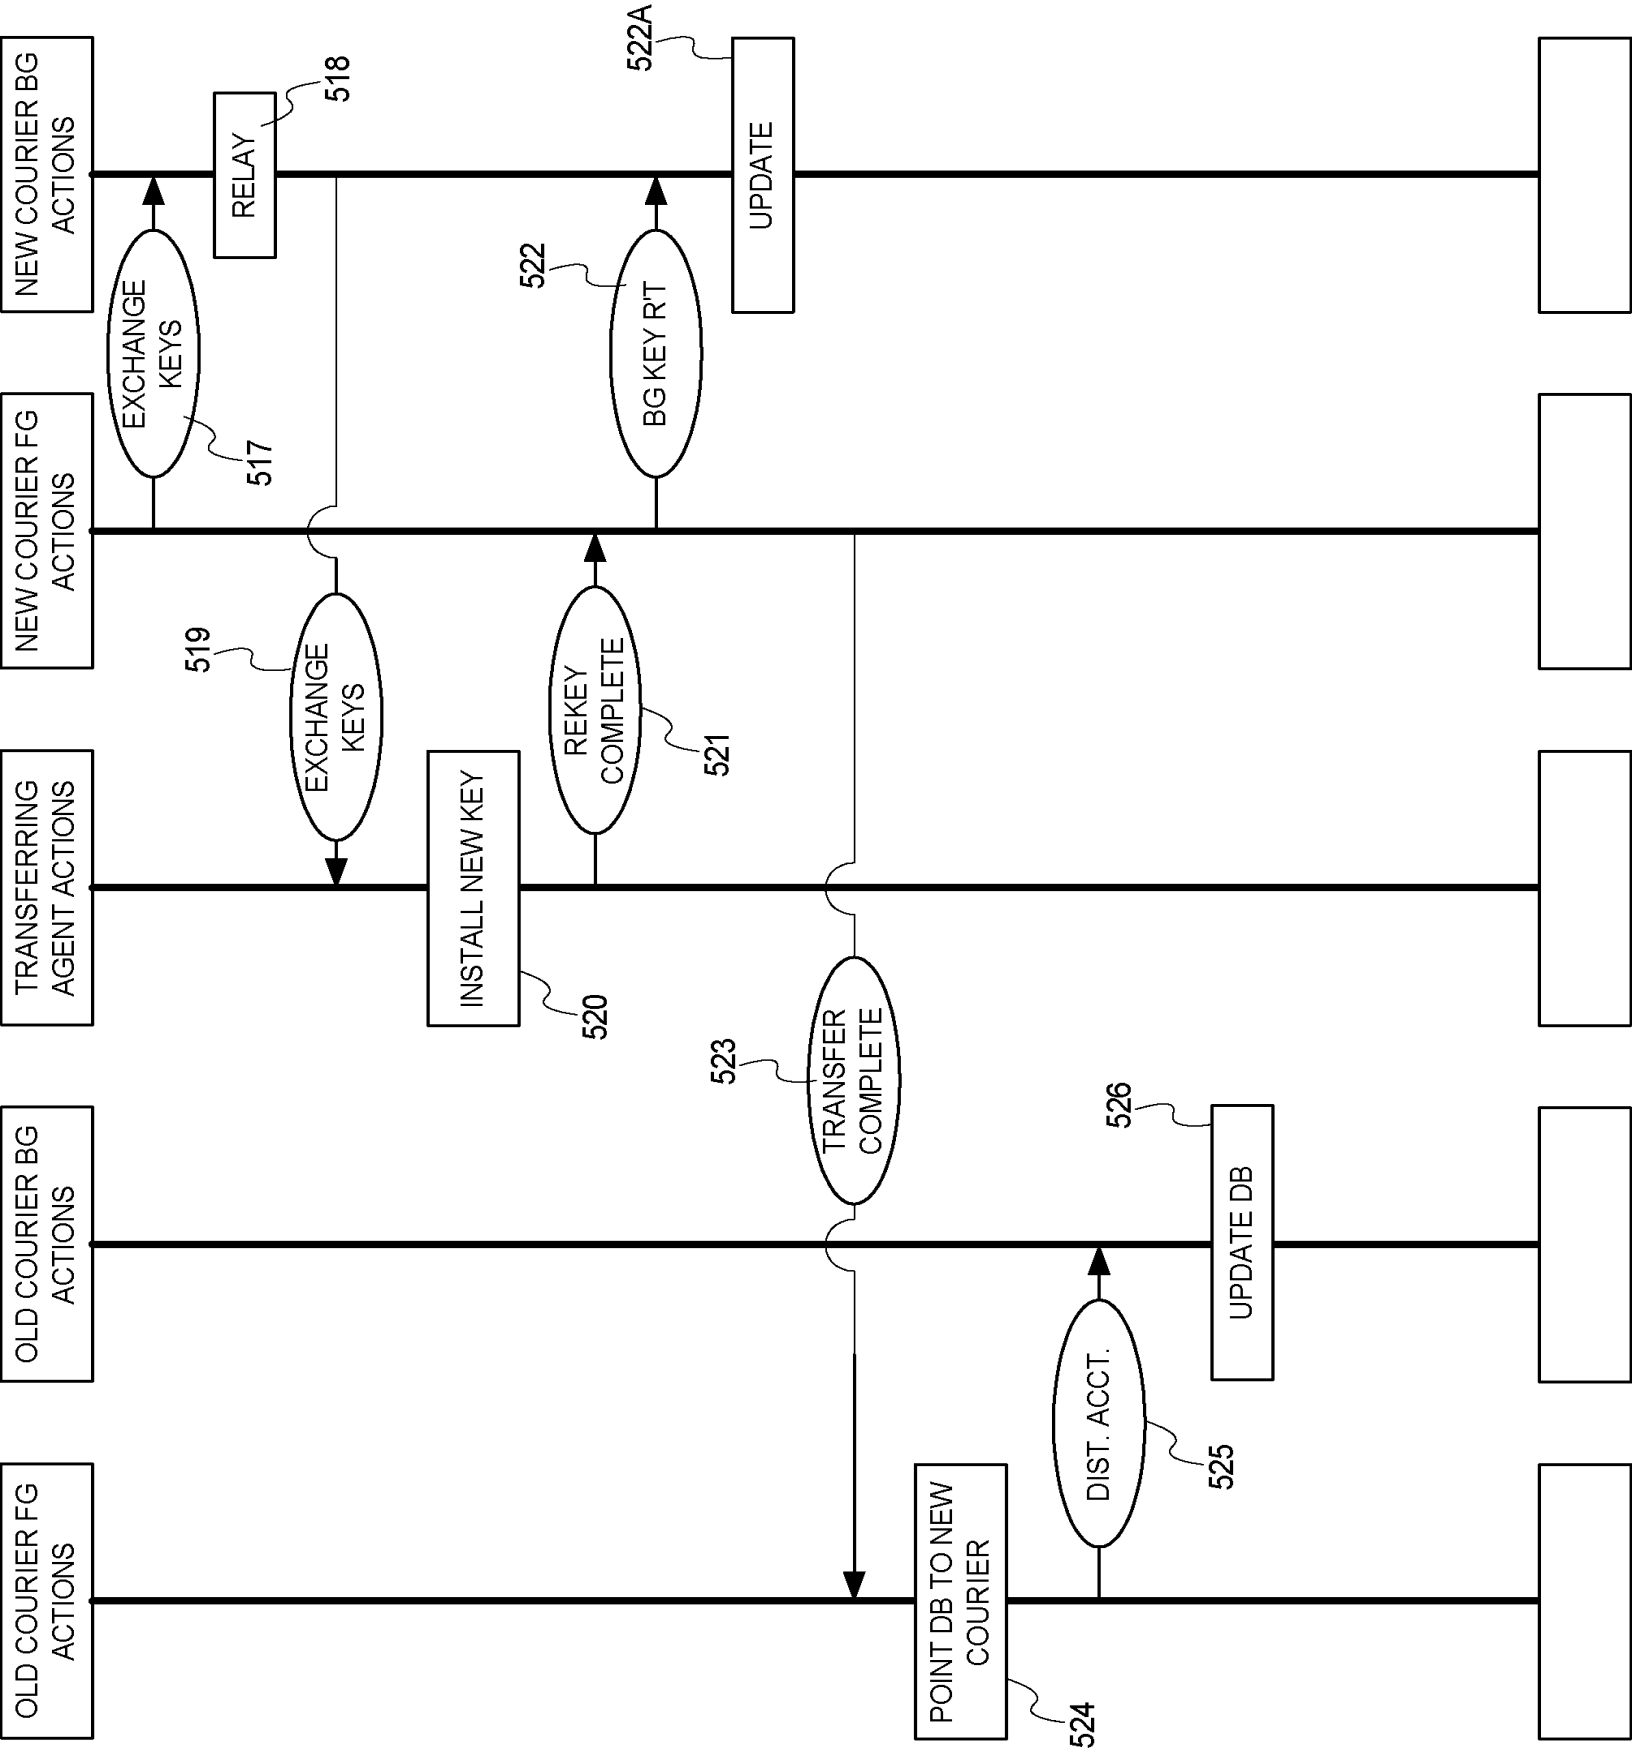 OLD COURIER FG
ACTIONS
OLD COURIER BG
ACTIONS
TRANSFERRING
AGENT ACTIONS
NEW COURIER FG
ACTIONS
NEW COURIER BG
ACTIONS
EXCHANGE
KEYS
517
RELAY
518
519
EXCHANGE
KEYS
INSTALL NEW KEY
520
REKEY
COMPLETE
521
522
BG KEY R'T
522A
UPDATE
523
TRANSFER
COMPLETE
POINT DB TO NEW
COURIER
524
DIST. ACCT.
525
526
UPDATE DB